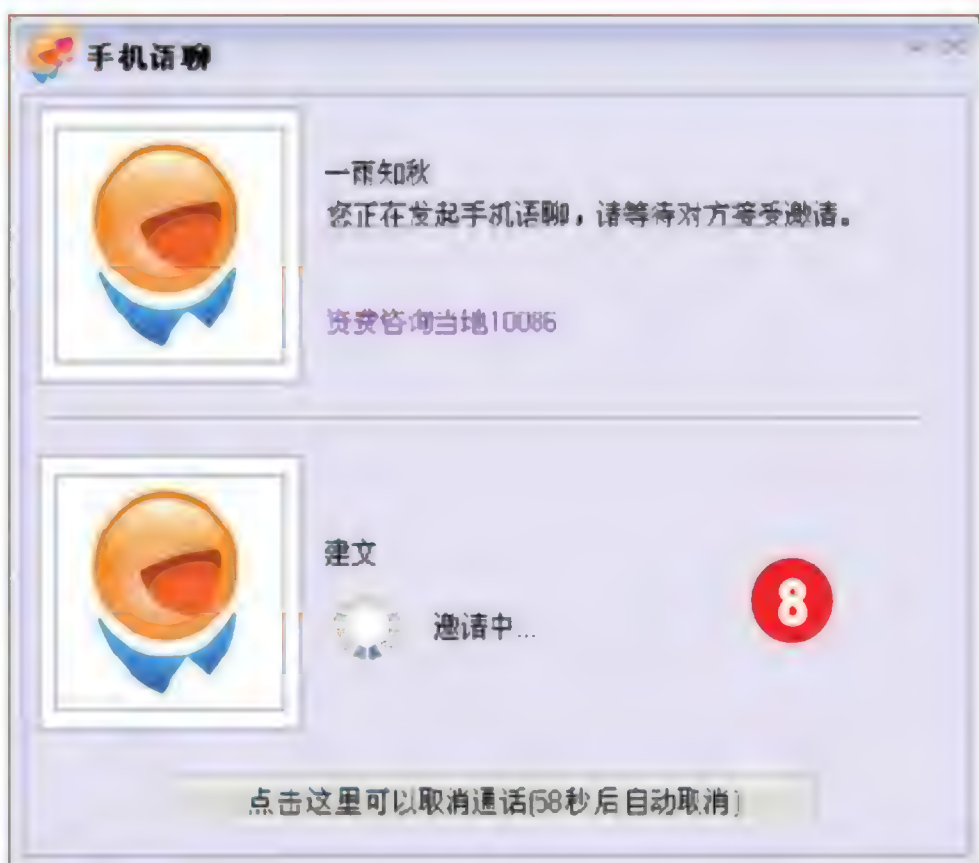 手机语聊
一雨知秋
您正在发起手机语聊，请等待对方接受邀请。
资费咨询当地10086
建文
8
邀请中...
点击这里可以取消通话(58秒后自动取消)